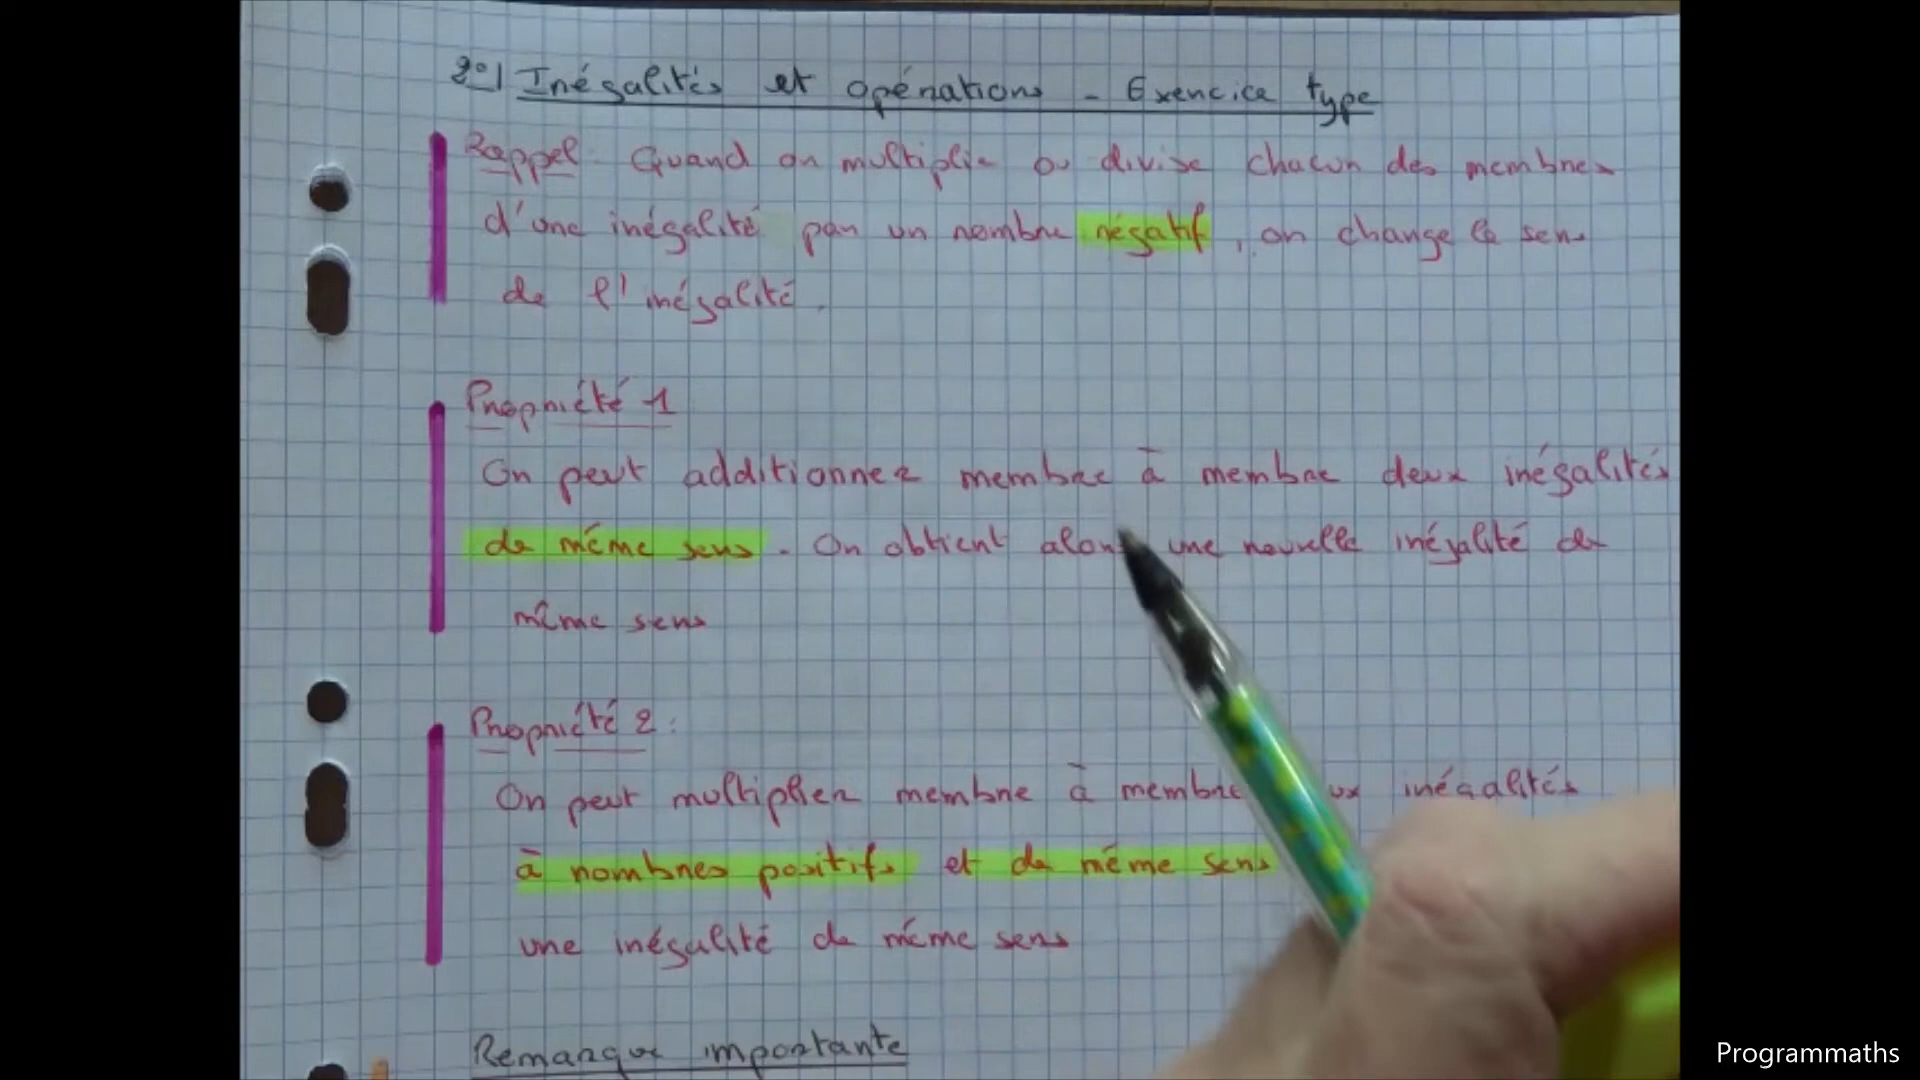 2°/ Inégalités et opérations - Exercice type
Rappel : Quand on multiplie ou divise chacun des membres
d'une inégalité par un nombre négatif, on change le sens
de l'inégalité.
Propriété 1
On peut additionner membre à membre deux inégalités
de même sens. On obtient alors une nouvelle inégalité de
même sens
Propriété 2 :
On peut multiplier membre à membre inégalités
à nombres positifs et de même sens
une inégalité de même sens
Remarque importante
Programmaths